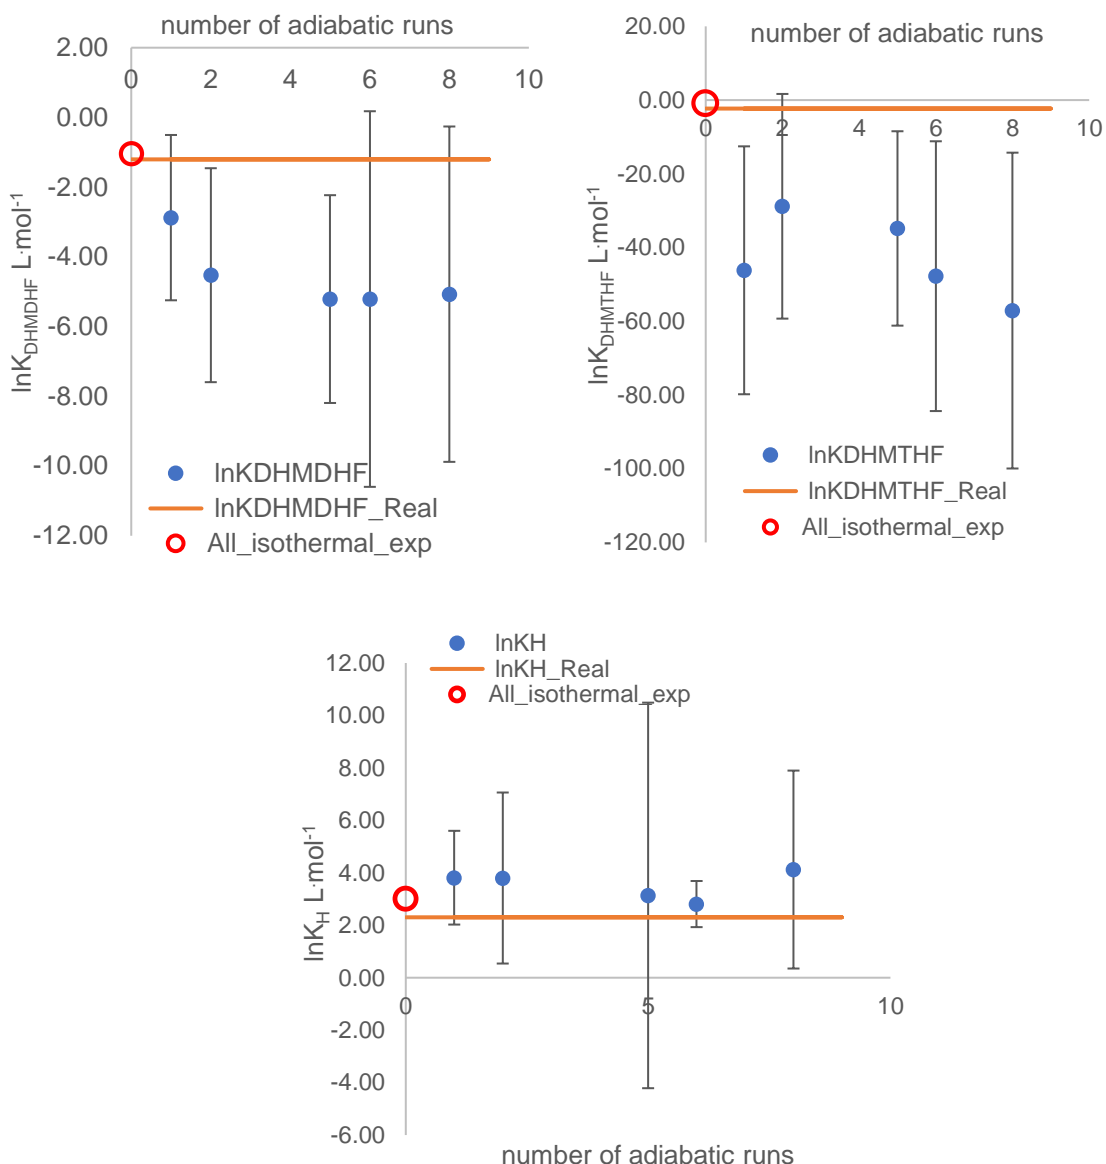 number of adiabatic runs
2.00
0 2 4 6 8 10
0.00
-2.00
-4.00
-6.00
-8.00
-10.00
-12.00
lnK_DHMDHF L·mol⁻¹
lnKDHMDHF
lnKDHMDHF_Real
All_isothermal_exp
number of adiabatic runs
20.00
0.00
0 2 4 6 8 10
-20.00
-40.00
-60.00
-80.00
-100.00
-120.00
lnK_DHMTHF L·mol⁻¹
lnKDHMTHF
lnKDHMTHF_Real
All_isothermal_exp
lnKH
lnKH_Real
All_isothermal_exp
12.00
10.00
8.00
6.00
4.00
2.00
0.00
0 5 10
-2.00
-4.00
-6.00
lnK_H L·mol⁻¹
number of adiabatic runs